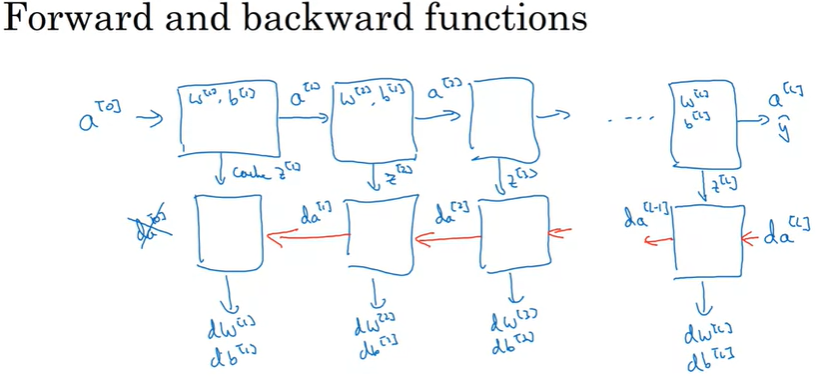 Forward and backward functions
a^[0] → w^[1], b^[1] a^[1] w^[2], b^[2] a^[2] .... w^[L] a^[L]
b^[L] ŷ
cache z^[1] z^[2] z^[3] z^[L]
da^[0] da^[1] da^[2] da^[L-1] da^[L]
dw^[1] dw^[2] dw^[3] dw^[L]
db^[1] db^[2] db^[3] db^[L]